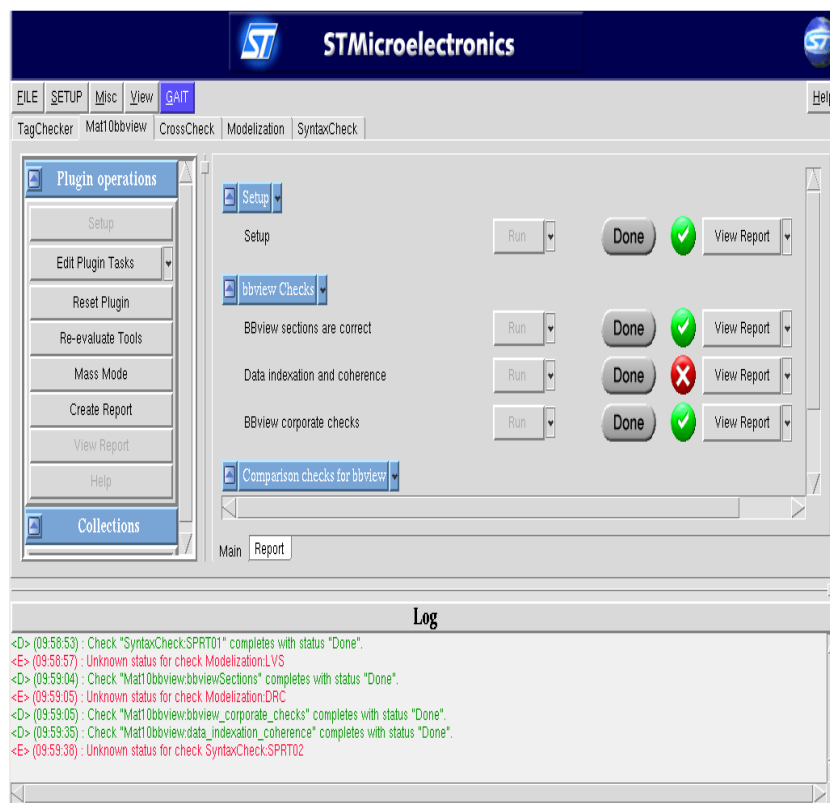 ST STMicroelectronics ST
FILE SETUP Misc View GAIT Help
TagChecker Mat10bbview CrossCheck Modelization SyntaxCheck
Plugin operations
Setup
Edit Plugin Tasks
Reset Plugin
Re-evaluate Tools
Mass Mode
Create Report
View Report
Help
Collections
Setup
Setup Run Done View Report
bbview Checks
BBview sections are correct Run Done View Report
Data indexation and coherence Run Done View Report
BBview corporate checks Run Done View Report
Comparison checks for bbview
Main Report
Log
<D> (09:58:53) : Check "SyntaxCheck:SPRT01" completes with status "Done".
<E> (09:58:57) : Unknown status for check Modelization:LVS
<D> (09:59:04) : Check "Mat10bbview:bbviewSections" completes with status "Done".
<E> (09:59:05) : Unknown status for check Modelization:DRC
<D> (09:59:05) : Check "Mat10bbview:bbview_corporate_checks" completes with status "Done".
<D> (09:59:35) : Check "Mat10bbview:data_indexation_coherence" completes with status "Done".
<E> (09:59:38) : Unknown status for check SyntaxCheck:SPRT02